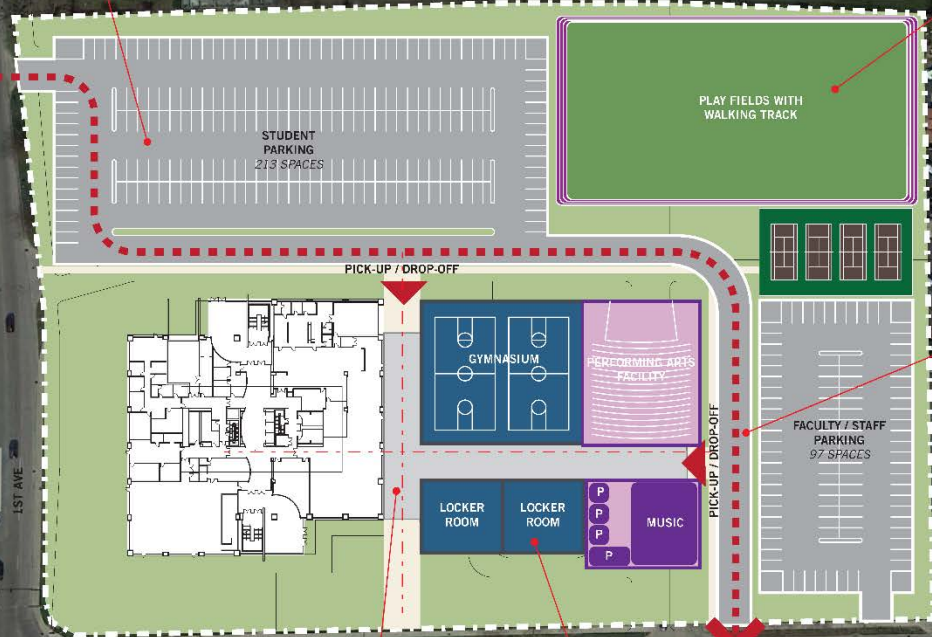 PLAY FIELDS WITH
WALKING TRACK
STUDENT
PARKING
213 SPACES
PICK-UP / DROP-OFF
GYMNASIUM
PERFORMING ARTS
FACILITY
PICK-UP / DROP-OFF
FACULTY / STAFF
PARKING
97 SPACES
1ST AVE
LOCKER
ROOM
LOCKER
ROOM
P
P
P
P
P
MUSIC